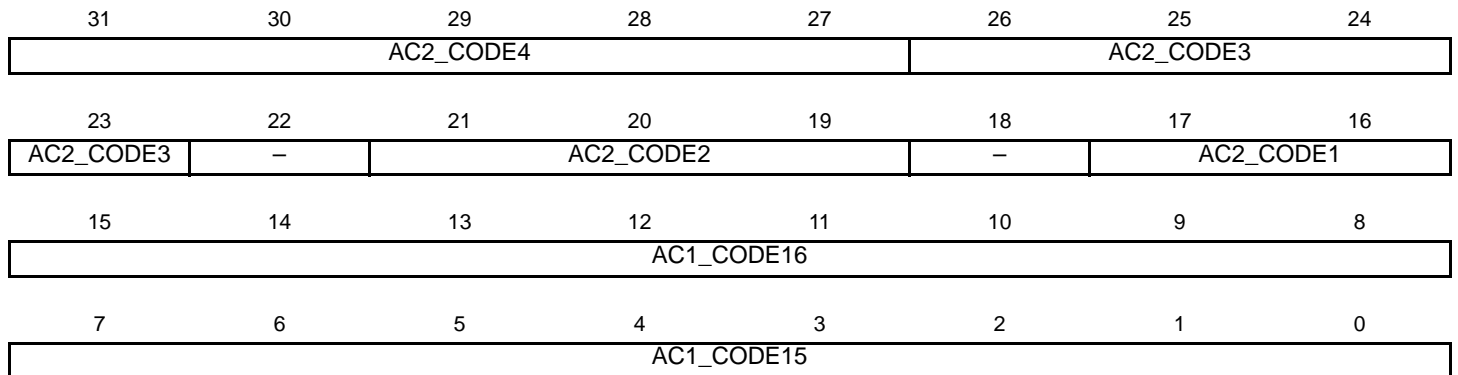 31 30 29 28 27 26 25 24
AC2_CODE4 AC2_CODE3
23 22 21 20 19 18 17 16
AC2_CODE3 – AC2_CODE2 – AC2_CODE1
15 14 13 12 11 10 9 8
AC1_CODE16
7 6 5 4 3 2 1 0
AC1_CODE15